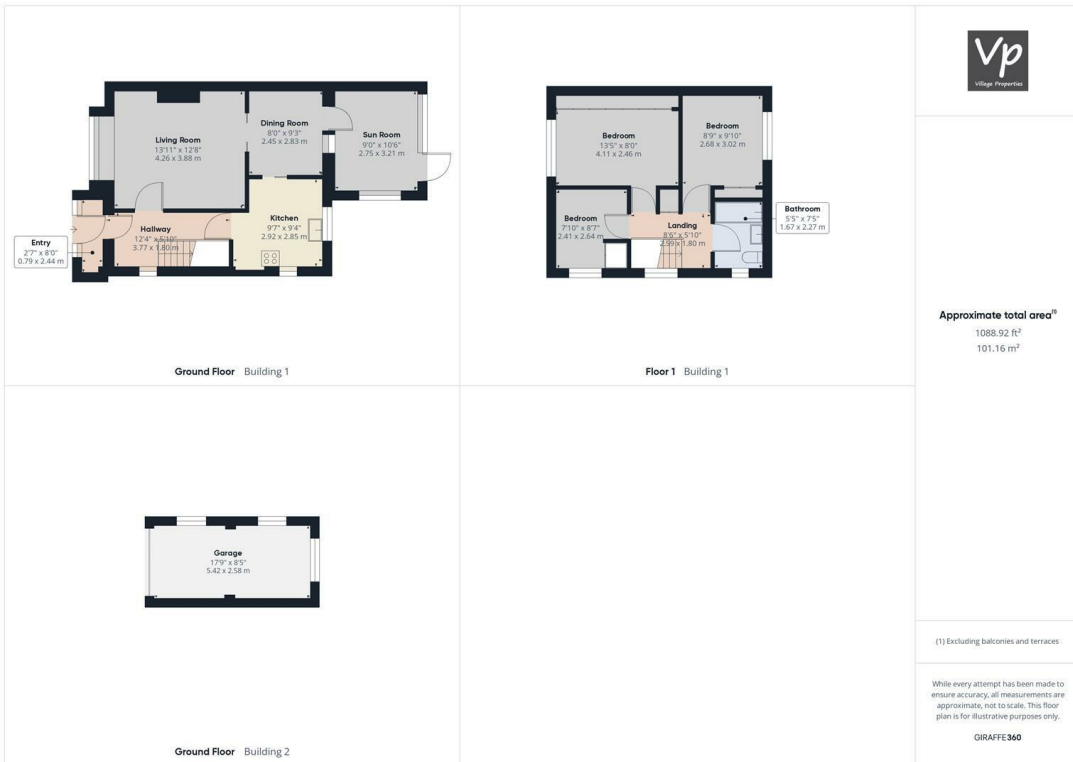 Living Room
13'11" x 12'8"
4.26 x 3.88 m
Dining Room
8'0" x 9'3"
2.45 x 2.83 m
Sun Room
9'0" x 10'6"
2.75 x 3.21 m
Entry
2'7" x 8'0"
0.79 x 2.44 m
Hallway
12'4" x 5'10"
3.77 x 1.80 m
Kitchen
9'7" x 9'4"
2.92 x 2.85 m
Ground Floor Building 1
Bedroom
13'5" x 8'0"
4.11 x 2.46 m
Bedroom
8'9" x 9'10"
2.68 x 3.02 m
Bedroom
7'10" x 8'7"
2.41 x 2.64 m
Landing
8'6" x 5'10"
2.59 x 1.80 m
Bathroom
5'5" x 7'5"
1.67 x 2.27 m
Floor 1 Building 1
Garage
17'9" x 8'5"
5.42 x 2.58 m
Ground Floor Building 2
Vp
Village Properties
Approximate total area(1)
1088.92 ft²
101.16 m²
(1) Excluding balconies and terraces
While every attempt has been made to
ensure accuracy, all measurements are
approximate, not to scale. This floor
plan is for illustrative purposes only.
GIRAFFE360